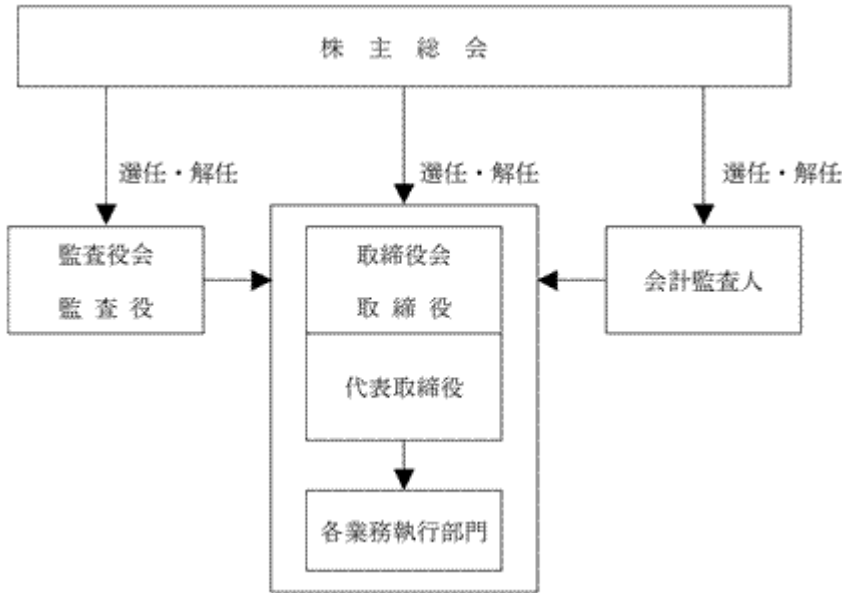 株主総会
選任・解任
選任・解任
選任・解任
監査役会
監査役
取締役会
取締役
代表取締役
会計監査人
各業務執行部門